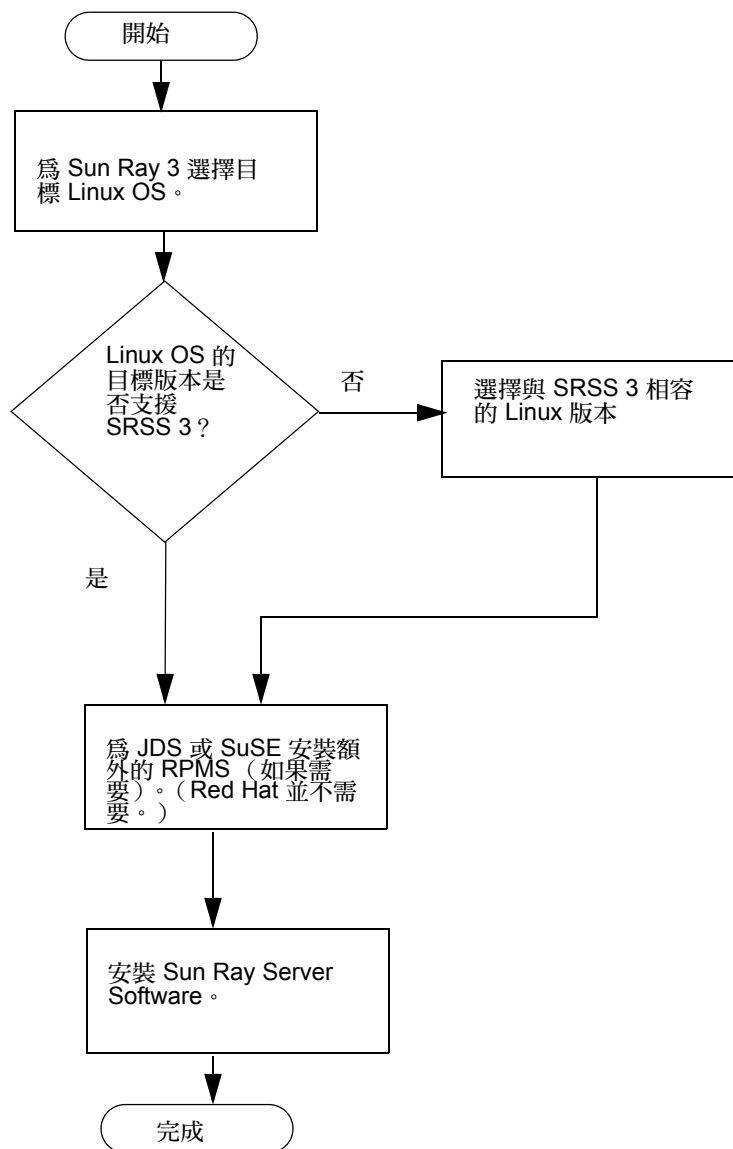 開始
爲 Sun Ray 3 選擇目
標 Linux OS。
Linux OS 的
目標版本是
否支援
SRSS 3？
否
選擇與 SRSS 3 相容
的 Linux 版本
是
爲 JDS 或 SuSE 安裝額
外的 RPMS（如果需
要）。（Red Hat 並不需
要。）
安裝 Sun Ray Server
Software。
完成